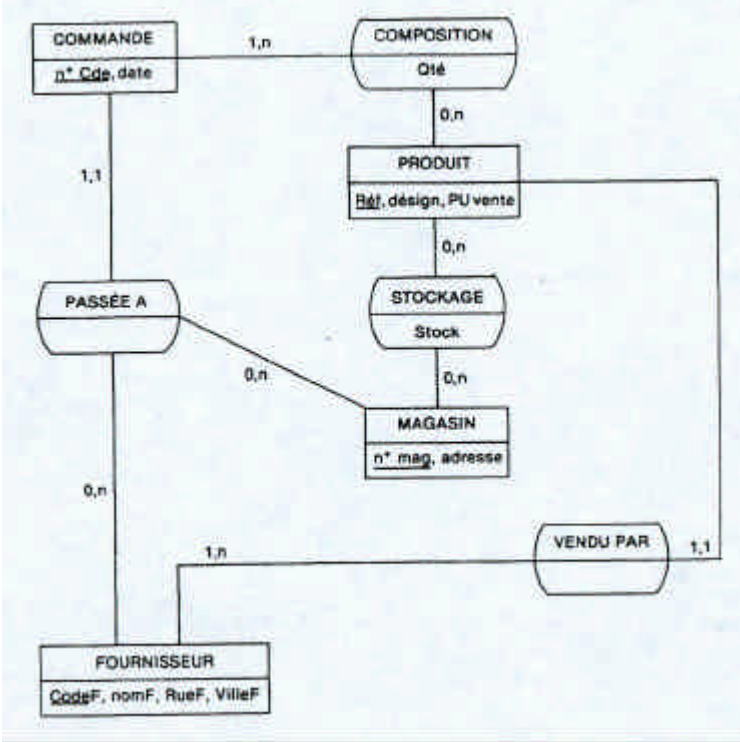 COMMANDE
n° Cde, date
1,n
COMPOSITION
Qté
0,n
1,1
PRODUIT
Réf, désign, PU vente
0,n
PASSÉE A
STOCKAGE
Stock
0,n
0,n
MAGASIN
n° mag, adresse
0,n
1,n
VENDU PAR
1,1
FOURNISSEUR
CodeF, nomF, RueF, VilleF